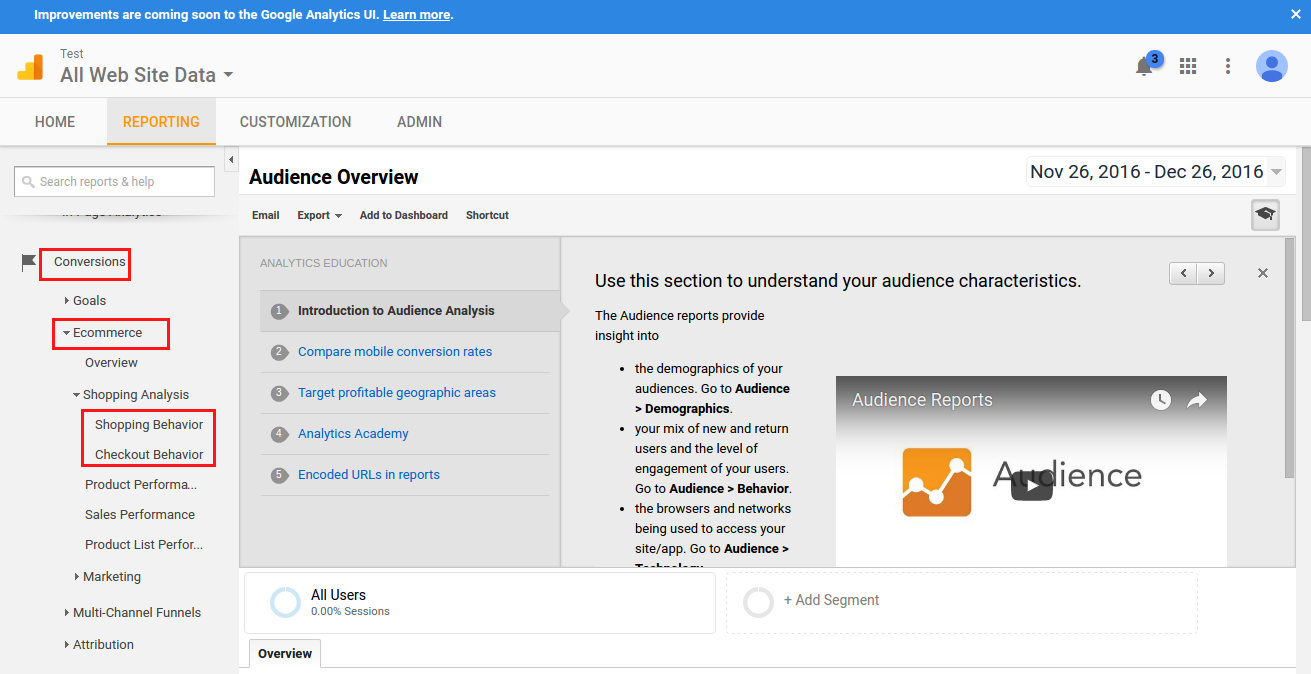 Improvements are coming soon to the Google Analytics UI. Learn more.
Test
All Web Site Data
3
HOME
REPORTING
CUSTOMIZATION
ADMIN
Search reports & help
In-Page Analytics
Conversions
Goals
Ecommerce
Overview
Shopping Analysis
Shopping Behavior
Checkout Behavior
Product Performa...
Sales Performance
Product List Perfor...
Marketing
Multi-Channel Funnels
Attribution
Audience Overview
Nov 26, 2016 - Dec 26, 2016
Email
Export
Add to Dashboard
Shortcut
ANALYTICS EDUCATION
1 Introduction to Audience Analysis
2 Compare mobile conversion rates
3 Target profitable geographic areas
4 Analytics Academy
5 Encoded URLs in reports
Use this section to understand your audience characteristics.
The Audience reports provide
insight into
• the demographics of your
audiences. Go to Audience
> Demographics.
• your mix of new and return
users and the level of
engagement of your users.
Go to Audience > Behavior.
• the browsers and networks
being used to access your
site/app. Go to Audience >
Technology
Audience Reports
Audience
All Users
0.00% Sessions
+ Add Segment
Overview